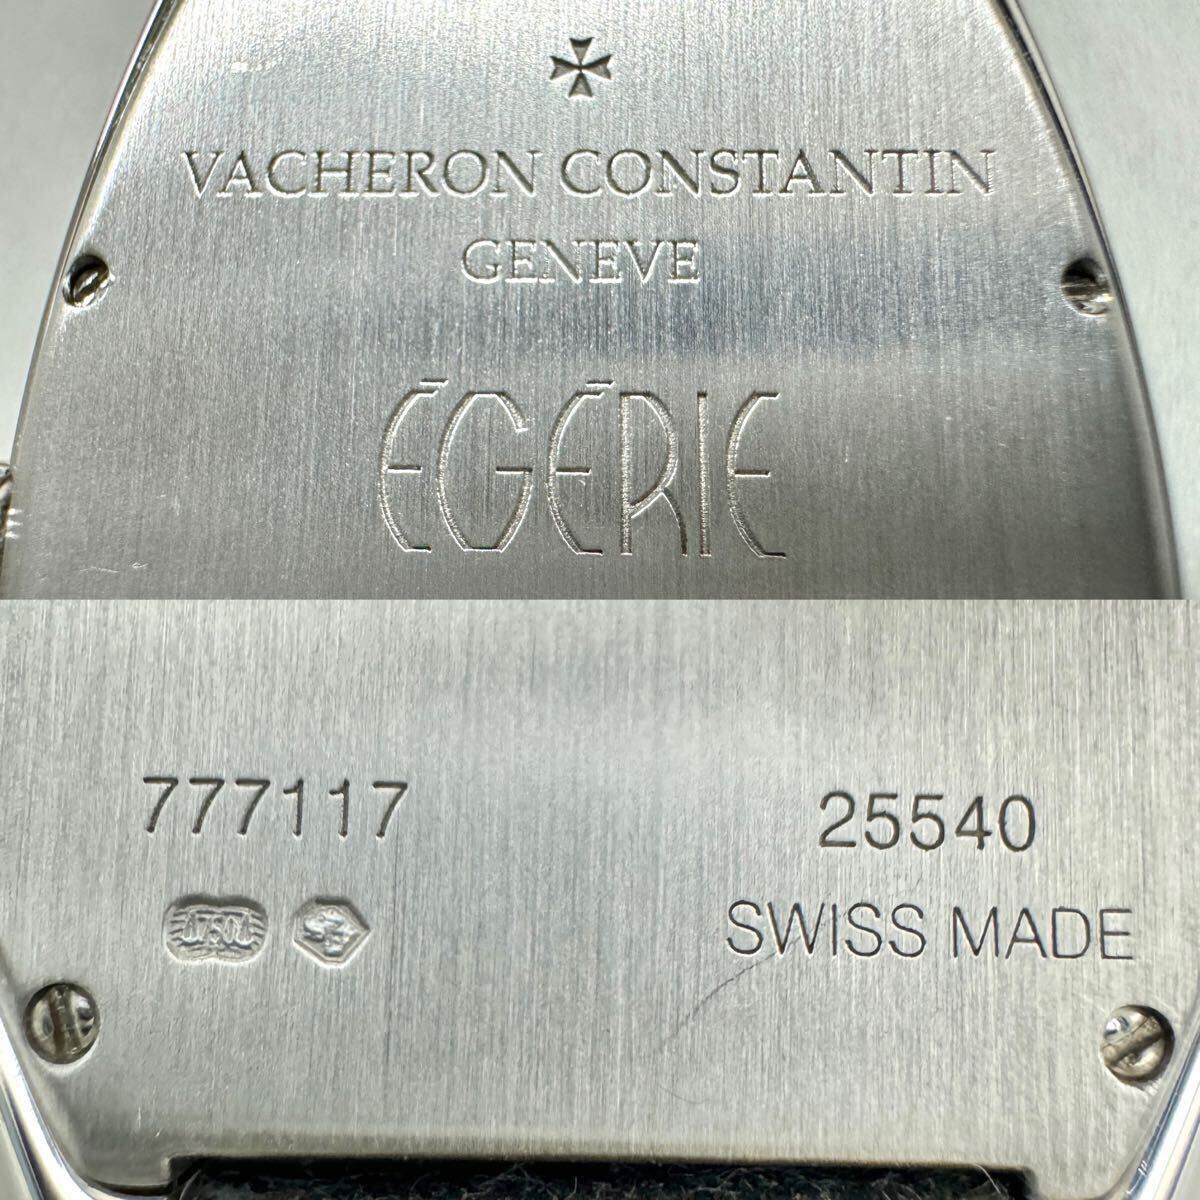 VACHERON CONSTANTIN
GENEVE
ÉGÉRIE
777117 25540
SWISS MADE